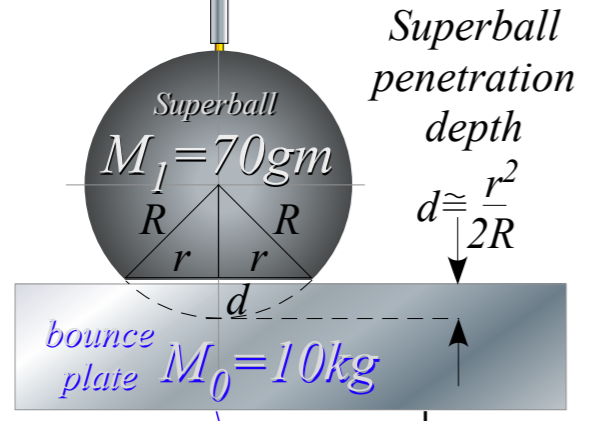 Superball
penetration
depth
d≅r²/2R
Superball
M₁=70gm
R R
r r
d
bounce
plate M₀=10kg